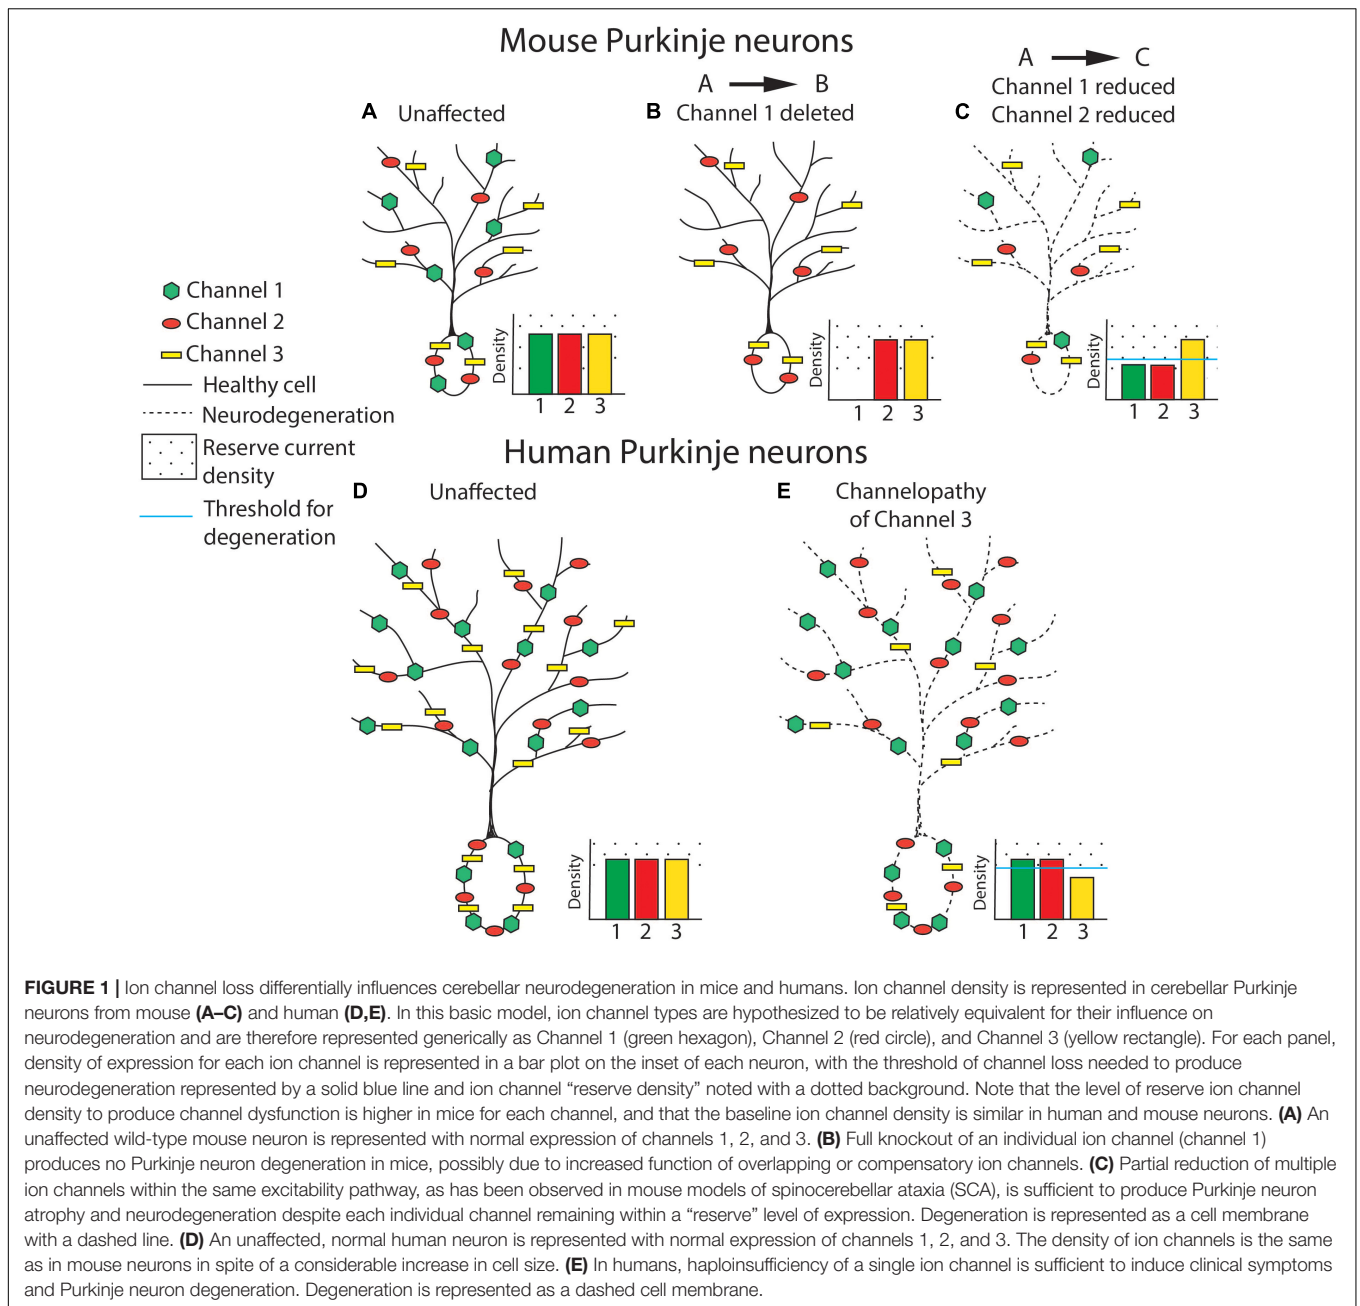 Mouse Purkinje neurons
A B
A C
Channel 1 reduced
Channel 2 reduced
A Unaffected
B Channel 1 deleted
C
Channel 1
Channel 2
Channel 3
Healthy cell
Neurodegeneration
Reserve current
density
Threshold for
degeneration
Density
1 2 3
Density
1 2 3
Density
1 2 3
Human Purkinje neurons
D Unaffected
E Channelopathy
of Channel 3
Density
1 2 3
Density
1 2 3
FIGURE 1 | Ion channel loss differentially influences cerebellar neurodegeneration in mice and humans. Ion channel density is represented in cerebellar Purkinje
neurons from mouse (A–C) and human (D,E). In this basic model, ion channel types are hypothesized to be relatively equivalent for their influence on
neurodegeneration and are therefore represented generically as Channel 1 (green hexagon), Channel 2 (red circle), and Channel 3 (yellow rectangle). For each panel,
density of expression for each ion channel is represented in a bar plot on the inset of each neuron, with the threshold of channel loss needed to produce
neurodegeneration represented by a solid blue line and ion channel “reserve density” noted with a dotted background. Note that the level of reserve ion channel
density to produce channel dysfunction is higher in mice for each channel, and that the baseline ion channel density is similar in human and mouse neurons. (A) An
unaffected wild-type mouse neuron is represented with normal expression of channels 1, 2, and 3. (B) Full knockout of an individual ion channel (channel 1)
produces no Purkinje neuron degeneration in mice, possibly due to increased function of overlapping or compensatory ion channels. (C) Partial reduction of multiple
ion channels within the same excitability pathway, as has been observed in mouse models of spinocerebellar ataxia (SCA), is sufficient to produce Purkinje neuron
atrophy and neurodegeneration despite each individual channel remaining within a “reserve” level of expression. Degeneration is represented as a cell membrane
with a dashed line. (D) An unaffected, normal human neuron is represented with normal expression of channels 1, 2, and 3. The density of ion channels is the same
as in mouse neurons in spite of a considerable increase in cell size. (E) In humans, haploinsufficiency of a single ion channel is sufficient to induce clinical symptoms
and Purkinje neuron degeneration. Degeneration is represented as a dashed cell membrane.